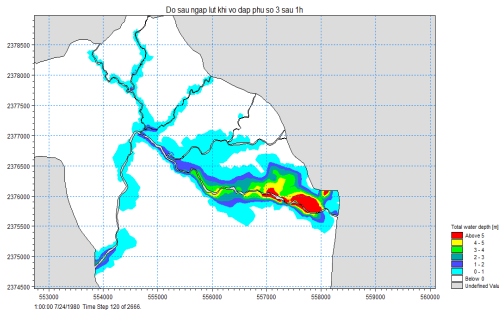 Do sau ngap lut khi vo dap phu so 3 sau 1h
2378500
2378000
2377500
2377000
2376500
2376000
2375500
2375000
2374500
553000 554000 555000 556000 557000 558000 559000 560000
1:00:00 7/24/1980 Time Step 120 of 2666.
Total water depth [m]
Above 5
4 - 5
3 - 4
2 - 3
1 - 2
0 - 1
Below 0
Undefined Valu